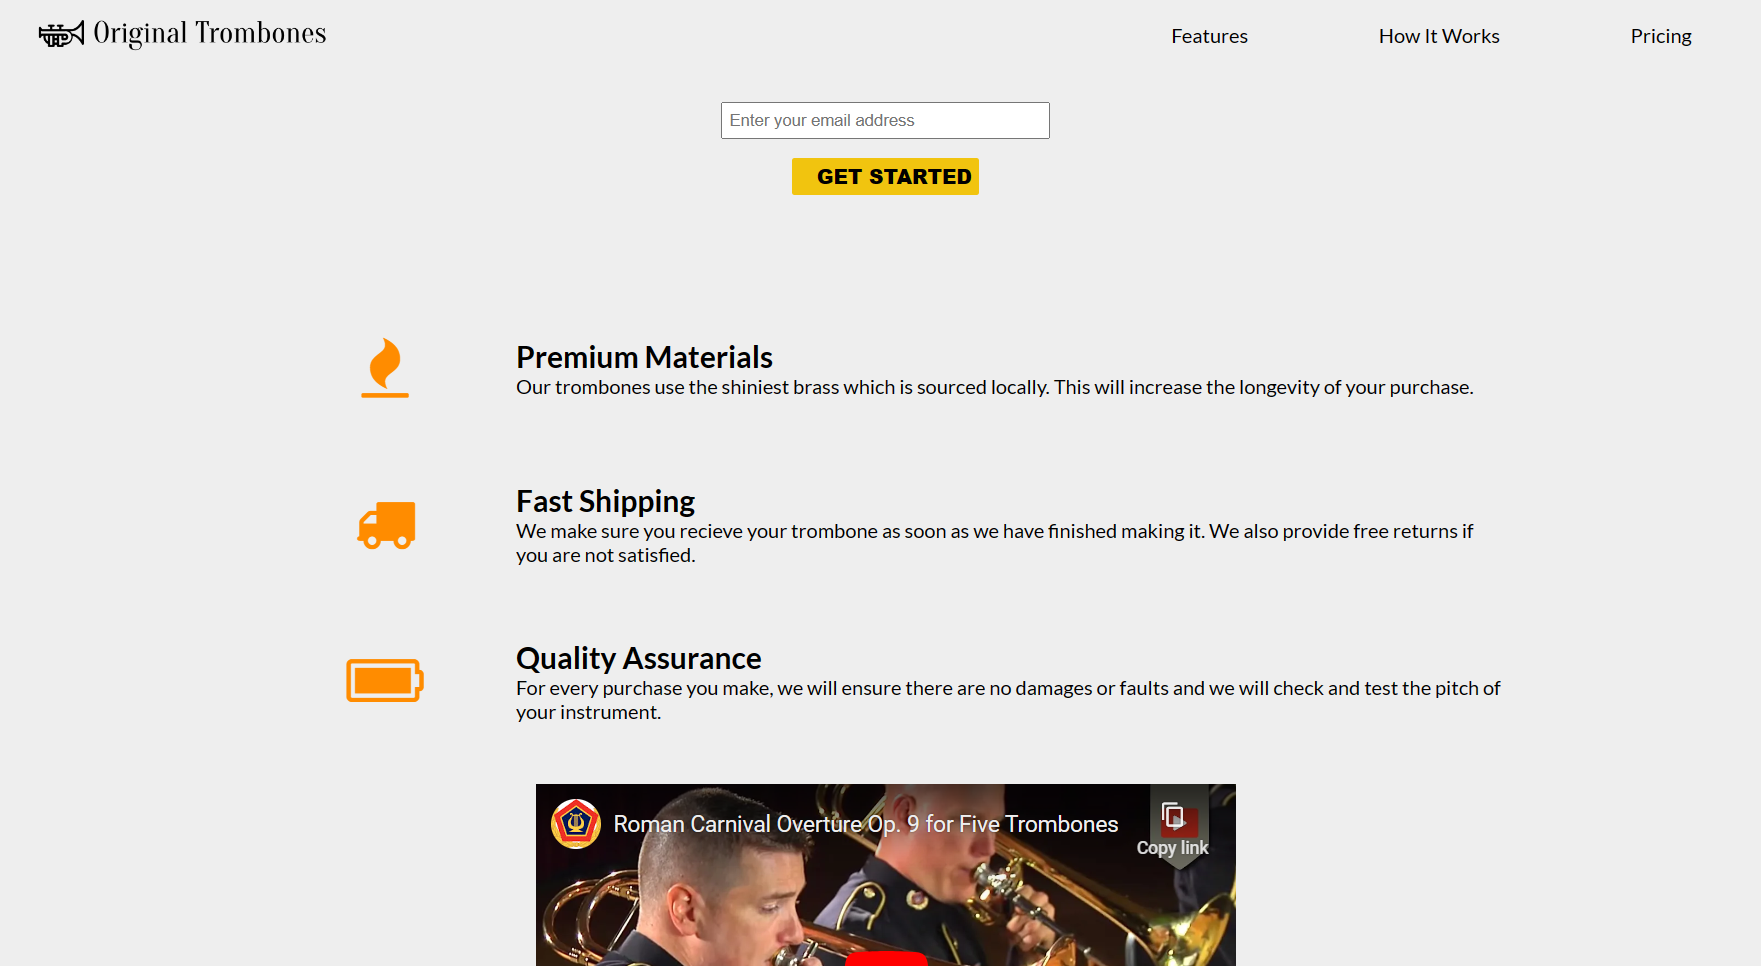 Original Trombones
Features
How It Works
Pricing
Enter your email address
GET STARTED
Premium Materials
Our trombones use the shiniest brass which is sourced locally. This will increase the longevity of your purchase.
Fast Shipping
We make sure you recieve your trombone as soon as we have finished making it. We also provide free returns if
you are not satisfied.
Quality Assurance
For every purchase you make, we will ensure there are no damages or faults and we will check and test the pitch of
your instrument.
Roman Carnival Overture Op. 9 for Five Trombones
Copy link